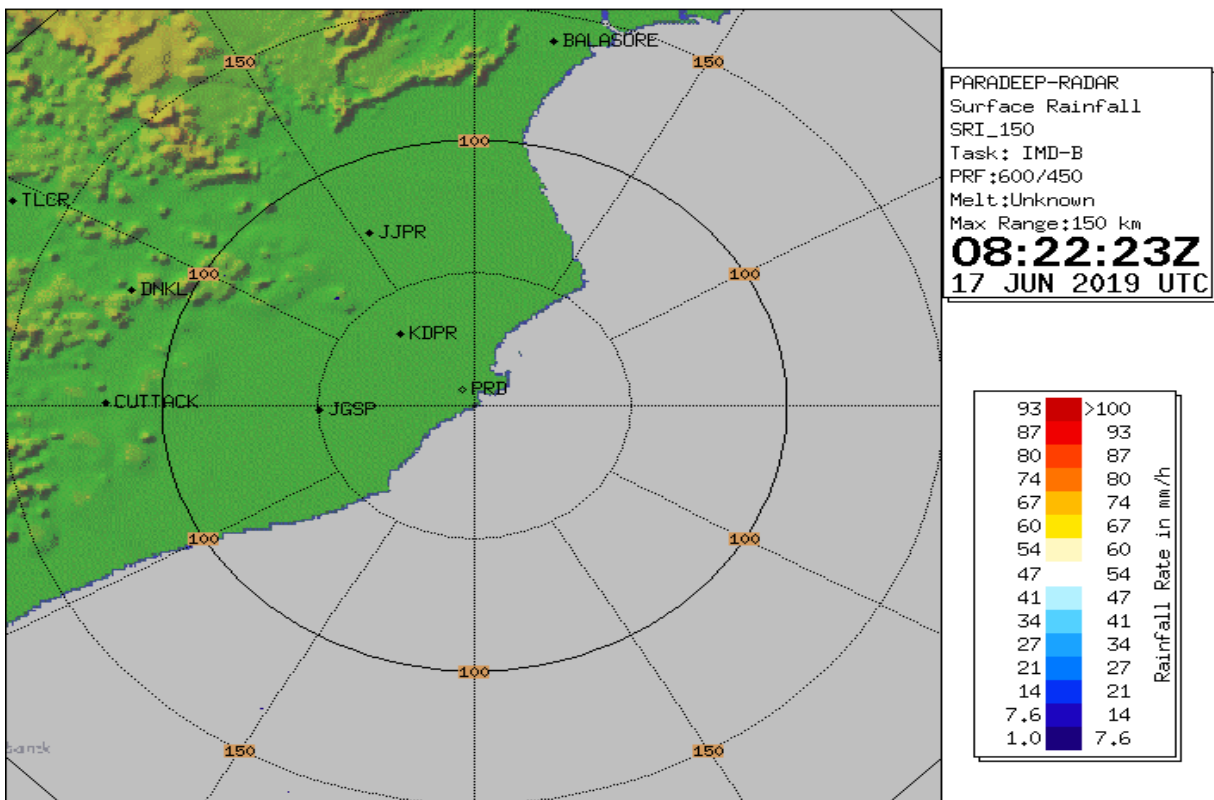 BALASORE
150
150
100
TLCR
JJPR
100
100
DNKL
KDPR
PRD
CUTTACK
JGSP
100
100
100
150
150
PARADEEP-RADAR
Surface Rainfall
SRI_150
Task: IMD-B
PRF:600/450
Melt:Unknown
Max Range:150 km
08:22:23Z
17 JUN 2019 UTC
93 >100
87 93
80 87
74 80
67 74
60 67
54 60
47 54
41 47
34 41
27 34
21 27
14 21
7.6 14
1.0 7.6
Rainfall Rate in mm/h